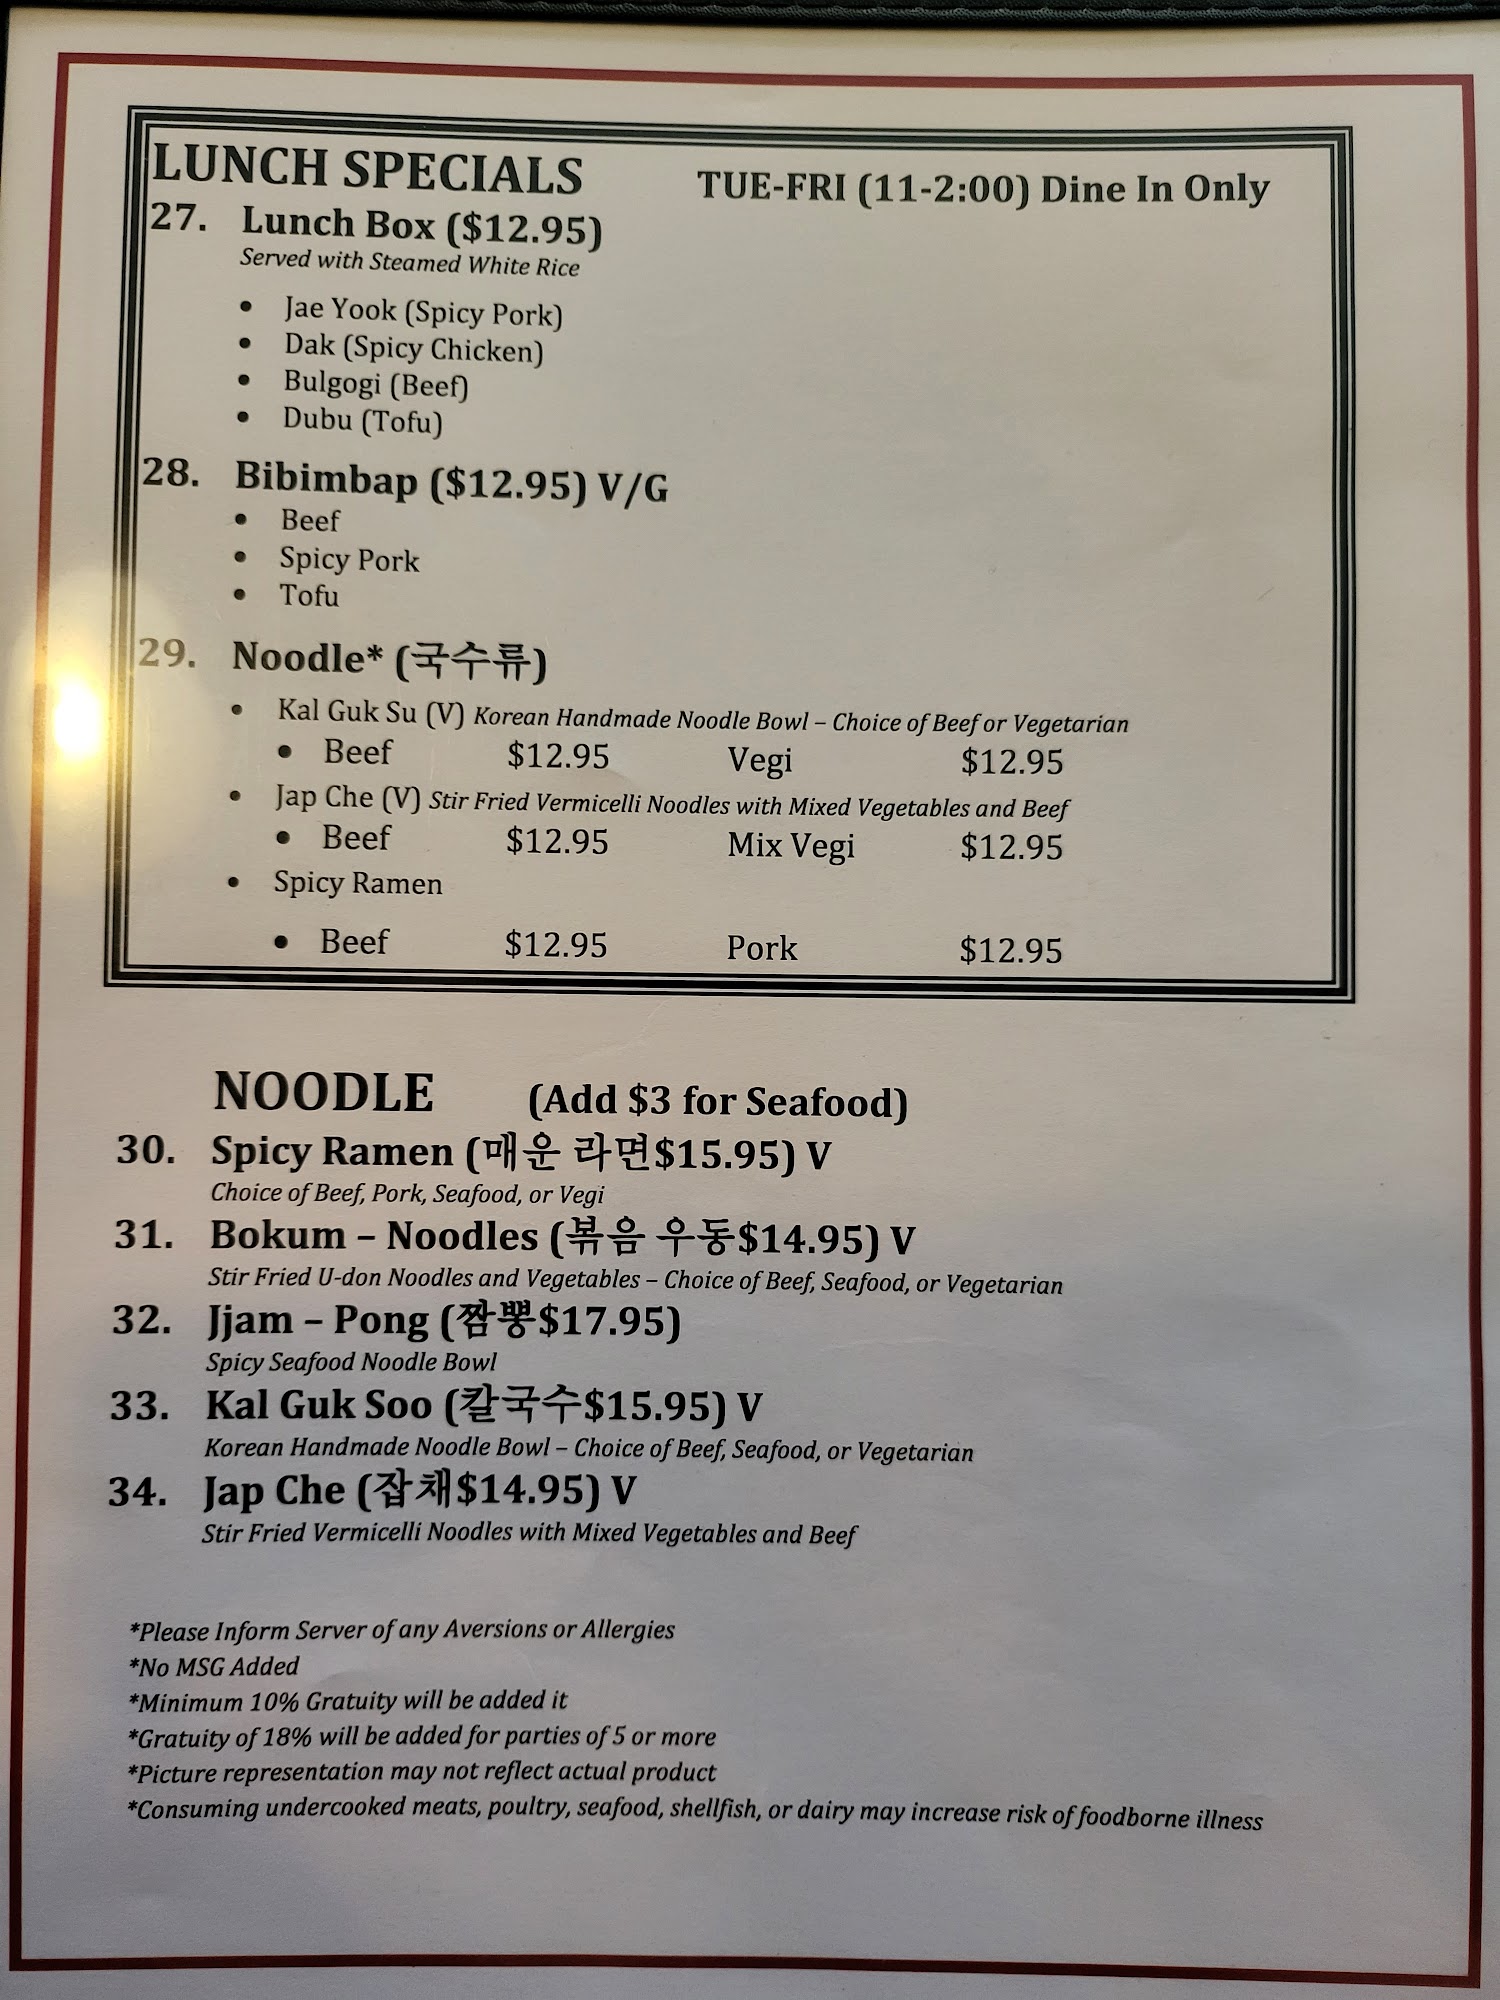 LUNCH SPECIALS TUE-FRI (11-2:00) Dine In Only
27. Lunch Box ($12.95)
Served with Steamed White Rice
• Jae Yook (Spicy Pork)
• Dak (Spicy Chicken)
• Bulgogi (Beef)
• Dubu (Tofu)
28. Bibimbap ($12.95) V/G
• Beef
• Spicy Pork
• Tofu
29. Noodle* (국수류)
• Kal Guk Su (V) Korean Handmade Noodle Bowl – Choice of Beef or Vegetarian
• Beef $12.95 Vegi $12.95
• Jap Che (V) Stir Fried Vermicelli Noodles with Mixed Vegetables and Beef
• Beef $12.95 Mix Vegi $12.95
• Spicy Ramen
• Beef $12.95 Pork $12.95
NOODLE (Add $3 for Seafood)
30. Spicy Ramen (매운 라면$15.95) V
Choice of Beef, Pork, Seafood, or Vegi
31. Bokum – Noodles (볶음 우동$14.95) V
Stir Fried U-don Noodles and Vegetables – Choice of Beef, Seafood, or Vegetarian
32. Jjam – Pong (짬뽕$17.95)
Spicy Seafood Noodle Bowl
33. Kal Guk Soo (칼국수$15.95) V
Korean Handmade Noodle Bowl – Choice of Beef, Seafood, or Vegetarian
34. Jap Che (잡채$14.95) V
Stir Fried Vermicelli Noodles with Mixed Vegetables and Beef
*Please Inform Server of any Aversions or Allergies
*No MSG Added
*Minimum 10% Gratuity will be added it
*Gratuity of 18% will be added for parties of 5 or more
*Picture representation may not reflect actual product
*Consuming undercooked meats, poultry, seafood, shellfish, or dairy may increase risk of foodborne illness